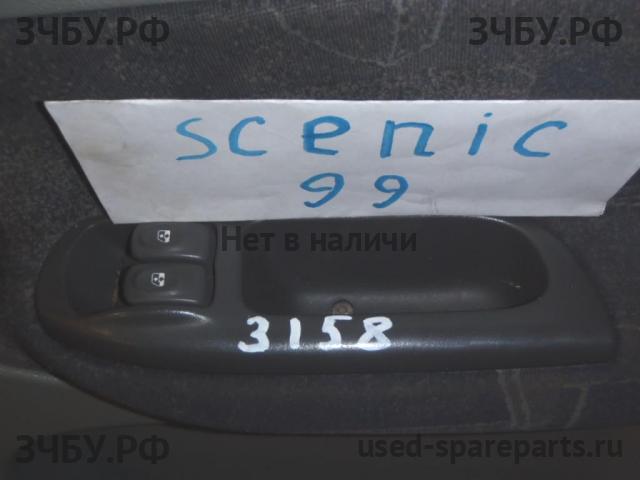 ЗЧБУ.РФ ЗЧБУ.РФ
scenic
99
Нет в наличи
3158
ЗЧБУ.РФ used-spareparts.ru